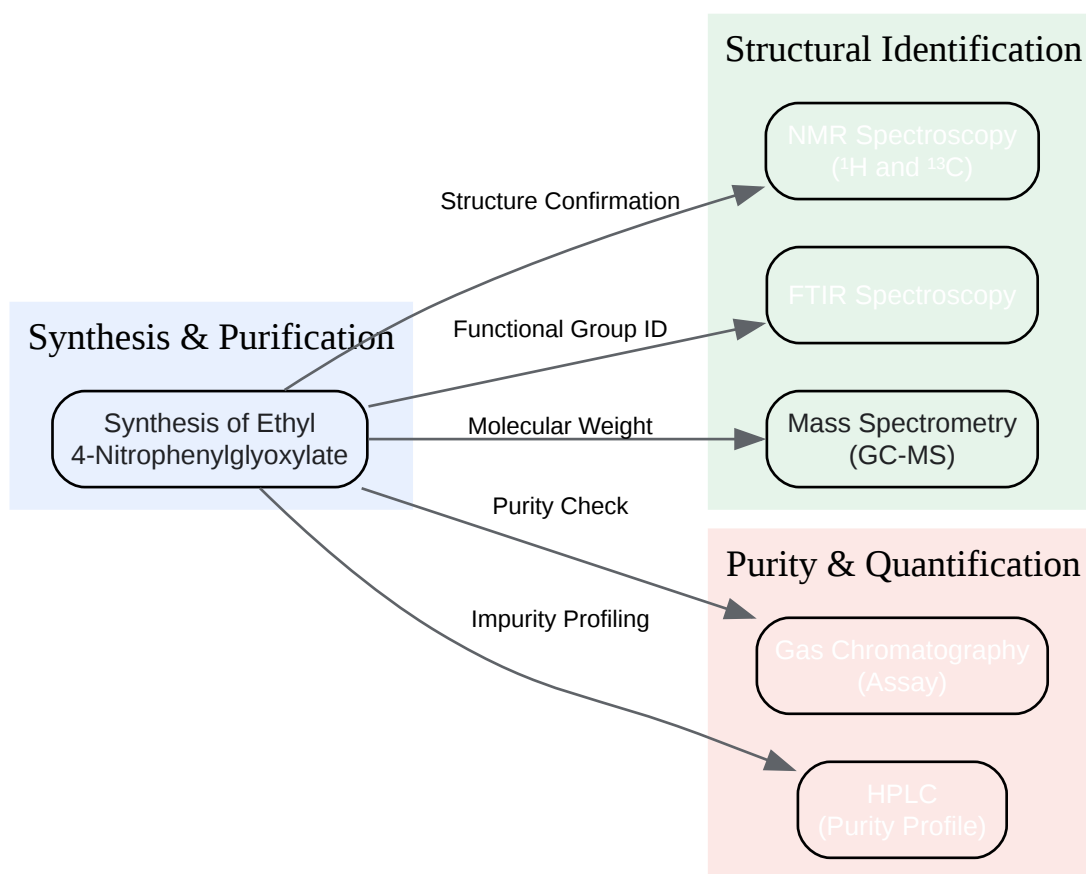 Structural Identification
NMR Spectroscopy
(¹H and ¹³C)
Structure Confirmation
FTIR Spectroscopy
Functional Group ID
Synthesis & Purification
Synthesis of Ethyl
4-Nitrophenylglyoxylate
Molecular Weight
Mass Spectrometry
(GC-MS)
Purity Check
Purity & Quantification
Impurity Profiling
Gas Chromatography
(Assay)
HPLC
(Purity Profile)